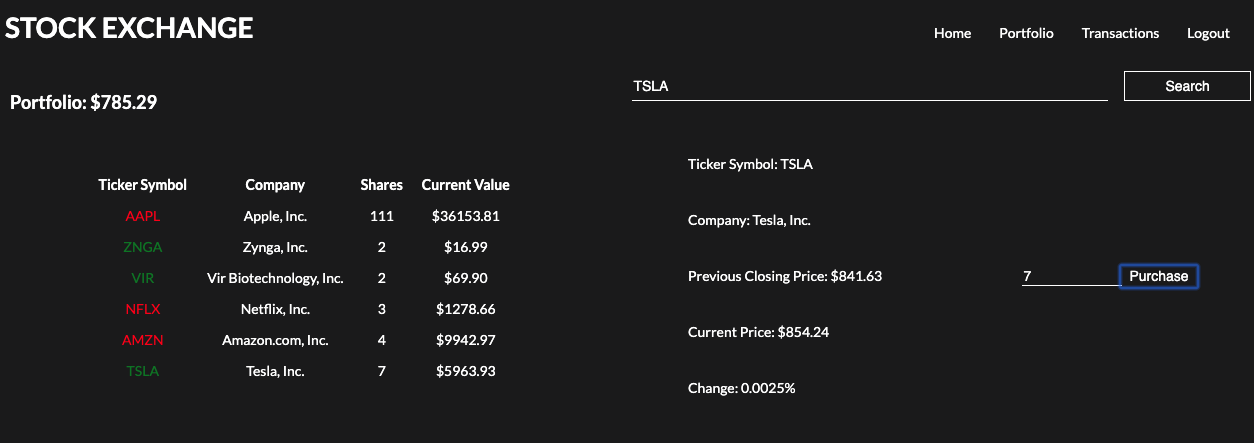 STOCK EXCHANGE
Home Portfolio Transactions Logout
Portfolio: $785.29
TSLA Search
Ticker Symbol Company Shares Current Value
AAPL Apple, Inc. 111 $36153.81
ZNGA Zynga, Inc. 2 $16.99
VIR Vir Biotechnology, Inc. 2 $69.90
NFLX Netflix, Inc. 3 $1278.66
AMZN Amazon.com, Inc. 4 $9942.97
TSLA Tesla, Inc. 7 $5963.93
Ticker Symbol: TSLA
Company: Tesla, Inc.
Previous Closing Price: $841.63
7 Purchase
Current Price: $854.24
Change: 0.0025%